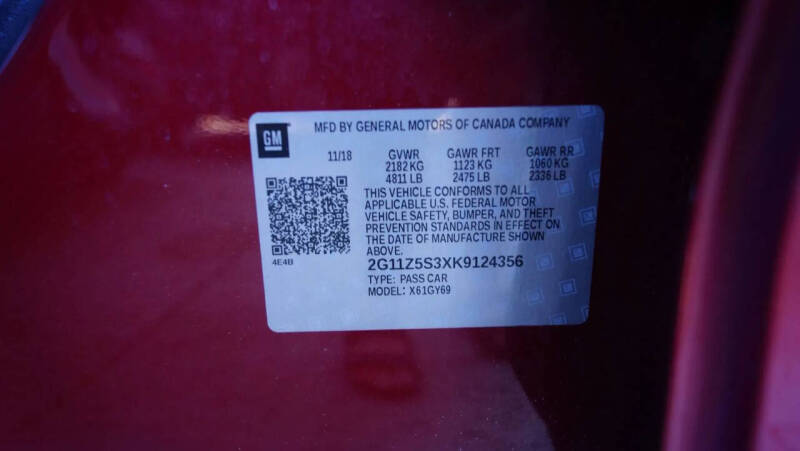 GM
MFD BY GENERAL MOTORS OF CANADA COMPANY
11/18 GVWR GAWR FRT GAWR RR
2182 KG 1123 KG 1060 KG
4811 LB 2475 LB 2336 LB
THIS VEHICLE CONFORMS TO ALL
APPLICABLE U.S. FEDERAL MOTOR
VEHICLE SAFETY, BUMPER, AND THEFT
PREVENTION STANDARDS IN EFFECT ON
THE DATE OF MANUFACTURE SHOWN
ABOVE.
4E4B
2G11Z5S3XK9124356
TYPE: PASS CAR
MODEL: X61GY69